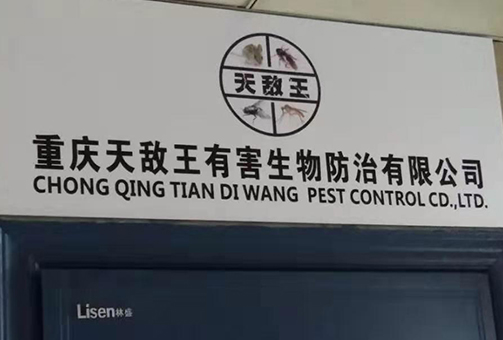 天敌王
重庆天敌王有害生物防治有限公司
CHONG QING TIAN DI WANG PEST CONTROL CD.,LTD.
Lisen林盛